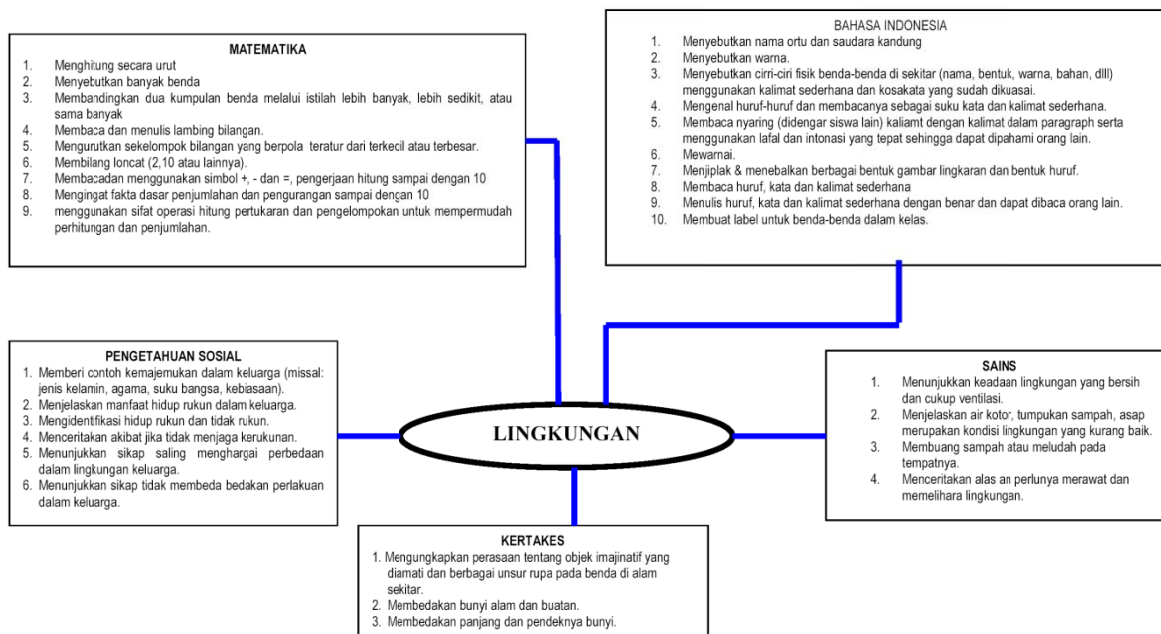 MATEMATIKA
1. Menghitung secara urut
2. Menyebutkan banyak benda
3. Membandingkan dua kumpulan benda melalui istilah lebih banyak, lebih sedikit, atau
sama banyak
4. Membaca dan menulis lambing bilangan.
5. Mengurutkan sekelompok bilangan yang berpola teratur dari terkecil atau terbesar.
6. Membilang loncat (2,10 atau lainnya).
7. Membacadan menggunakan simbol +, - dan =, pengerjaan hitung sampai dengan 10
8. Mengingat fakta dasar penjumlahan dan pengurangan sampai dengan 10
9. menggunakan sifat operasi hitung pertukaran dan pengelompokan untuk mempermudah
perhitungan dan penjumlahan.
BAHASA INDONESIA
1. Menyebutkan nama ortu dan saudara kandung
2. Menyebutkan warna.
3. Menyebutkan cirri-ciri fisik benda-benda di sekitar (nama, bentuk, warna, bahan, dlll)
menggunakan kalimat sederhana dan kosakata yang sudah dikuasai.
4. Mengenal huruf-huruf dan membacanya sebagai suku kata dan kalimat sederhana.
5. Membaca nyaring (didengar siswa lain) kaliamt dengan kalimat dalam paragraph serta
menggunakan lafal dan intonasi yang tepat sehingga dapat dipahami orang lain.
6. Mewarnai.
7. Menjiplak & menebalkan berbagai bentuk gambar lingkaran dan bentuk huruf.
8. Membaca huruf, kata dan kalimat sederhana
9. Menulis huruf, kata dan kalimat sederhana dengan benar dan dapat dibaca orang lain.
10. Membuat label untuk benda-benda dalam kelas.
PENGETAHUAN SOSIAL
1. Memberi contoh kemajemukan dalam keluarga (missal:
jenis kelamin, agama, suku bangsa, kebiasaan).
2. Menjelaskan manfaat hidup rukun dalam keluarga.
3. Mengidentifikasi hidup rukun dan tidak rukun.
4. Menceritakan akibat jika tidak menjaga kerukunan.
5. Menunjukkan sikap saling menghargai perbedaan
dalam lingkungan keluarga.
6. Menunjukkan sikap tidak membeda bedakan perlakuan
dalam keluarga.
LINGKUNGAN
SAINS
1. Menunjukkan keadaan lingkungan yang bersih
dan cukup ventilasi.
2. Menjelaskan air kotor, tumpukan sampah, asap
merupakan kondisi lingkungan yang kurang baik.
3. Membuang sampah atau meludah pada
tempatnya.
4. Menceritakan alas an perlunya merawat dan
memelihara lingkungan.
KERTAKES
1. Mengungkapkan perasaan tentang objek imajinatif yang
diamati dan berbagai unsur rupa pada benda di alam
sekitar.
2. Membedakan bunyi alam dan buatan.
3. Membedakan panjang dan pendeknya bunyi.